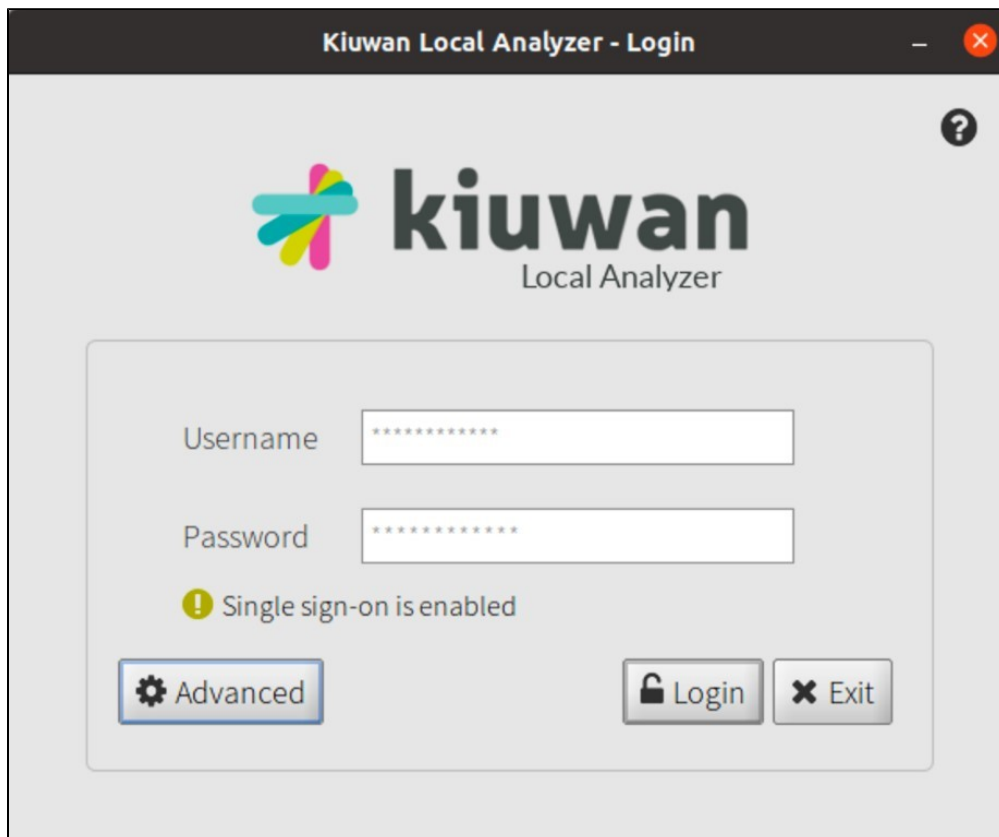 Kiuwan Local Analyzer - Login
kiuwan
Local Analyzer
Username ************
Password ************
Single sign-on is enabled
Advanced Login Exit